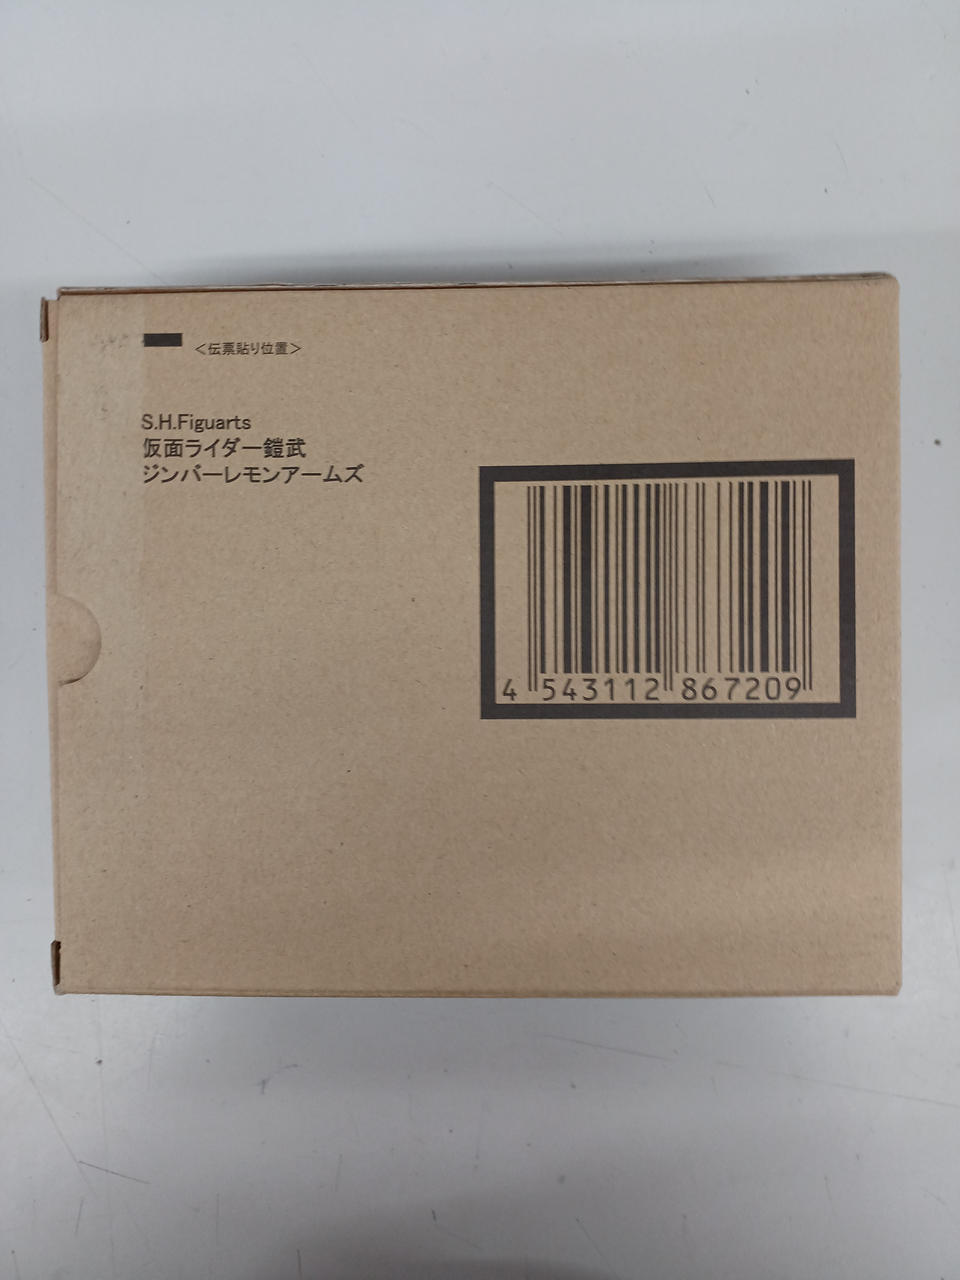 ＜伝票貼り位置＞
S.H.Figuarts
仮面ライダー鎧武
ジンバーレモンアームズ
4 543112 867209